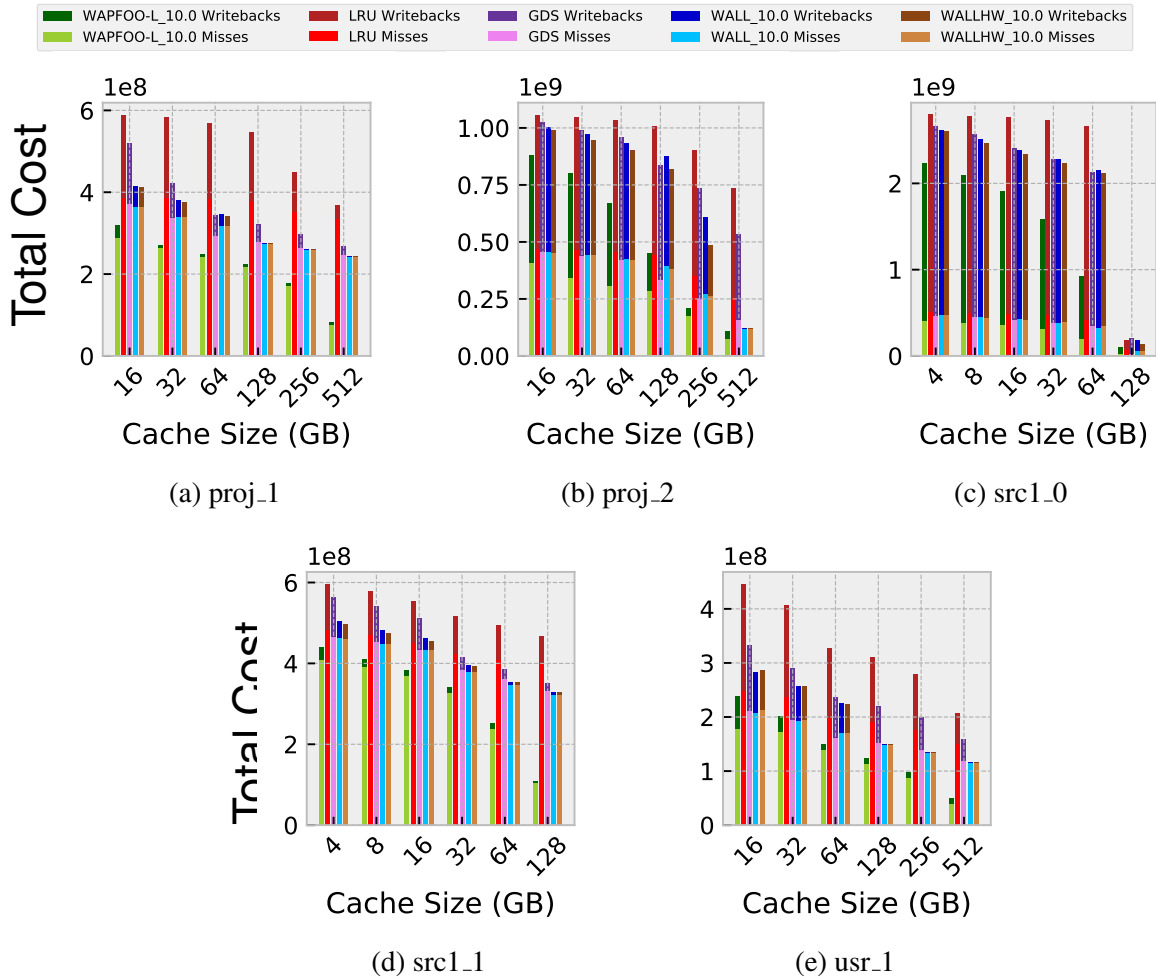 WAPFOO-L_10.0 Writebacks LRU Writebacks GDS Writebacks WALL_10.0 Writebacks WALLHW_10.0 Writebacks
WAPFOO-L_10.0 Misses LRU Misses GDS Misses WALL_10.0 Misses WALLHW_10.0 Misses
1e8
Total Cost
6
4
2
0
16 32 64 128 256 512
Cache Size (GB)
(a) proj_1
1e9
1.00
0.75
0.50
0.25
0.00
16 32 64 128 256 512
Cache Size (GB)
(b) proj_2
1e9
2
1
0
4 8 16 32 64 128
Cache Size (GB)
(c) src1_0
1e8
Total Cost
6
4
2
0
4 8 16 32 64 128
Cache Size (GB)
(d) src1_1
1e8
4
3
2
1
0
16 32 64 128 256 512
Cache Size (GB)
(e) usr_1